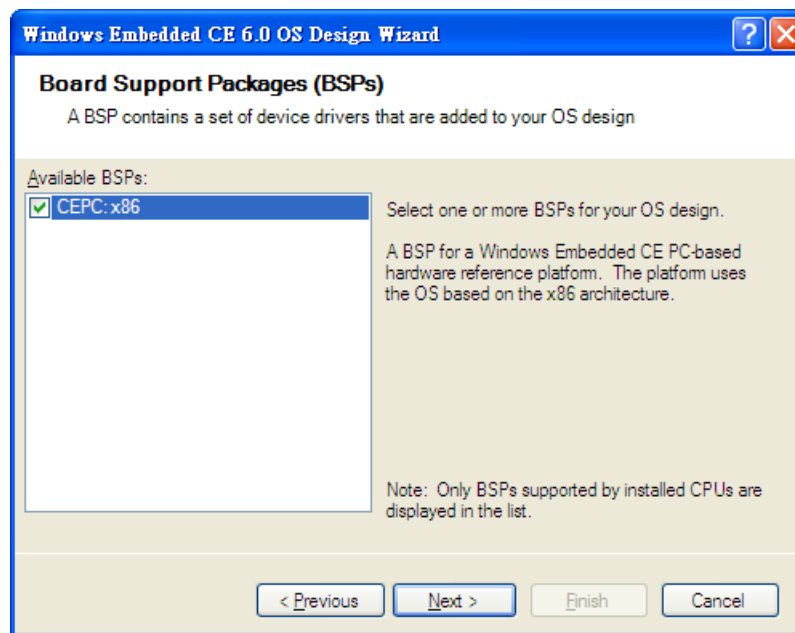 Windows Embedded CE 6.0 OS Design Wizard
Board Support Packages (BSPs)
A BSP contains a set of device drivers that are added to your OS design
Available BSPs:
CEPC: x86
Select one or more BSPs for your OS design.
A BSP for a Windows Embedded CE PC-based
hardware reference platform. The platform uses
the OS based on the x86 architecture.
Note: Only BSPs supported by installed CPUs are
displayed in the list.
< Previous
Next >
Finish
Cancel